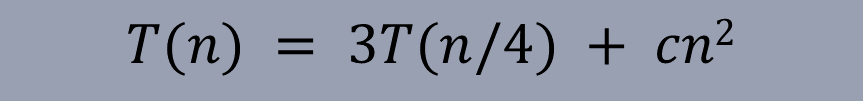 T(n) = 3T(n/4) + cn²